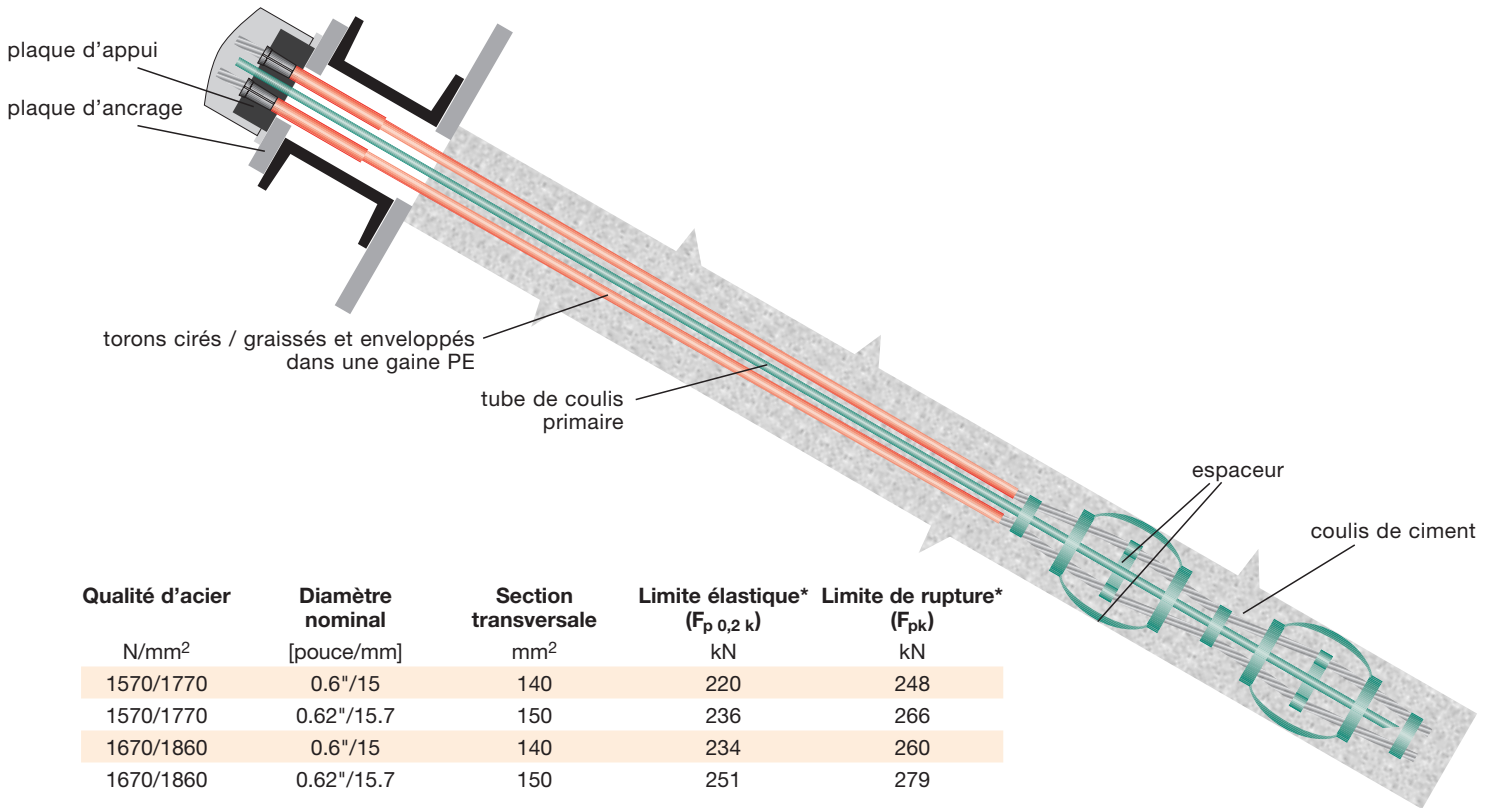 plaque d'appui
plaque d'ancrage
torons cirés / graissés et enveloppés
dans une gaine PE
tube de coulis
primaire
espaceur
coulis de ciment
Qualité d'acier Diamètre Section Limite élastique* Limite de rupture*
nominal transversale (Fp 0,2 k) (Fpk)
N/mm² [pouce/mm] mm² kN kN
1570/1770 0.6"/15 140 220 248
1570/1770 0.62"/15.7 150 236 266
1670/1860 0.6"/15 140 234 260
1670/1860 0.62"/15.7 150 251 279